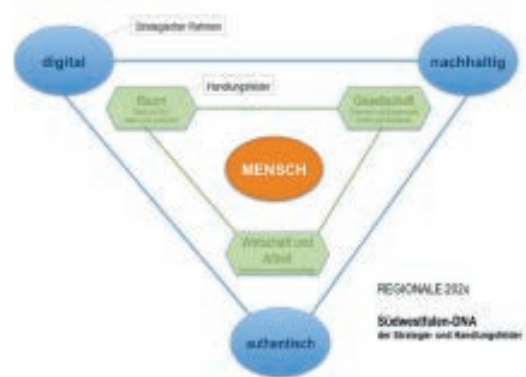 Strategischer Rahmen
digital
nachhaltig
Handlungsfelder
Raum
Gesellschaft
MENSCH
Wirtschaft und
Arbeit
authentisch
REGIONALE 202x
Südwestfalen-DNA
der Strategie- und Handlungsfelder